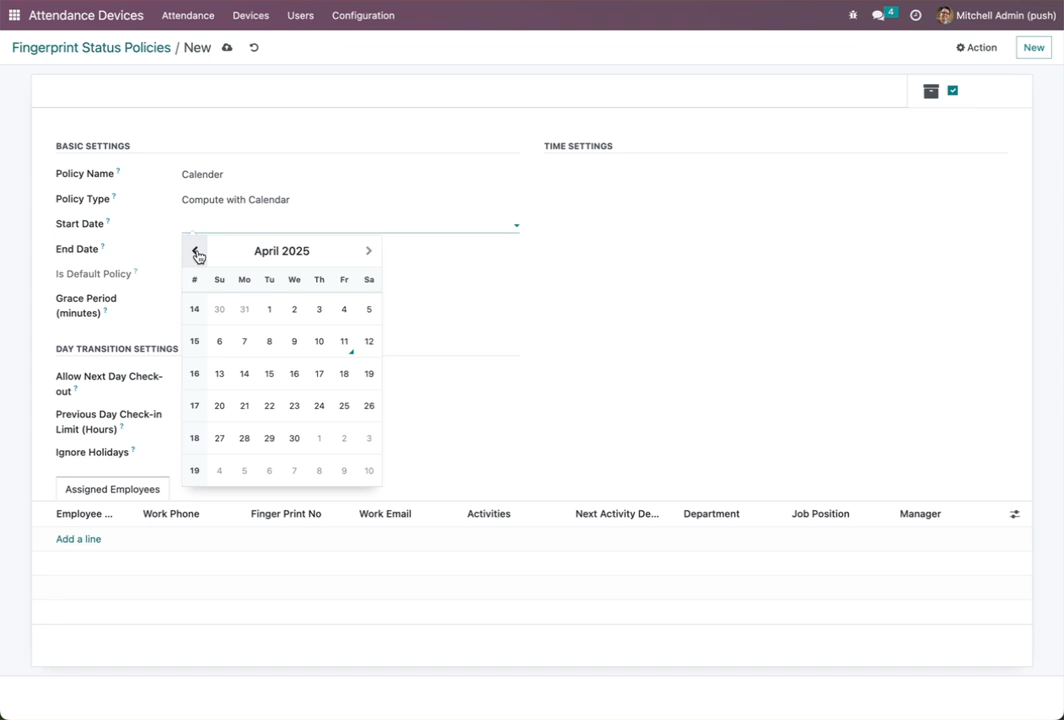 Attendance Devices Attendance Devices Users Configuration 4 Mitchell Admin (push)
Fingerprint Status Policies / New Action New
BASIC SETTINGS TIME SETTINGS
Policy Name ? Calender
Policy Type ? Compute with Calendar
Start Date ?
End Date ?
April 2025
Is Default Policy ?
# Su Mo Tu We Th Fr Sa
Grace Period
(minutes) ?
14 30 31 1 2 3 4 5
15 6 7 8 9 10 11 12
DAY TRANSITION SETTINGS
16 13 14 15 16 17 18 19
Allow Next Day Check-
out ?
17 20 21 22 23 24 25 26
Previous Day Check-in
Limit (Hours) ?
18 27 28 29 30 1 2 3
Ignore Holidays ?
19 4 5 6 7 8 9 10
Assigned Employees
Employee ... Work Phone Finger Print No Work Email Activities Next Activity De... Department Job Position Manager
Add a line